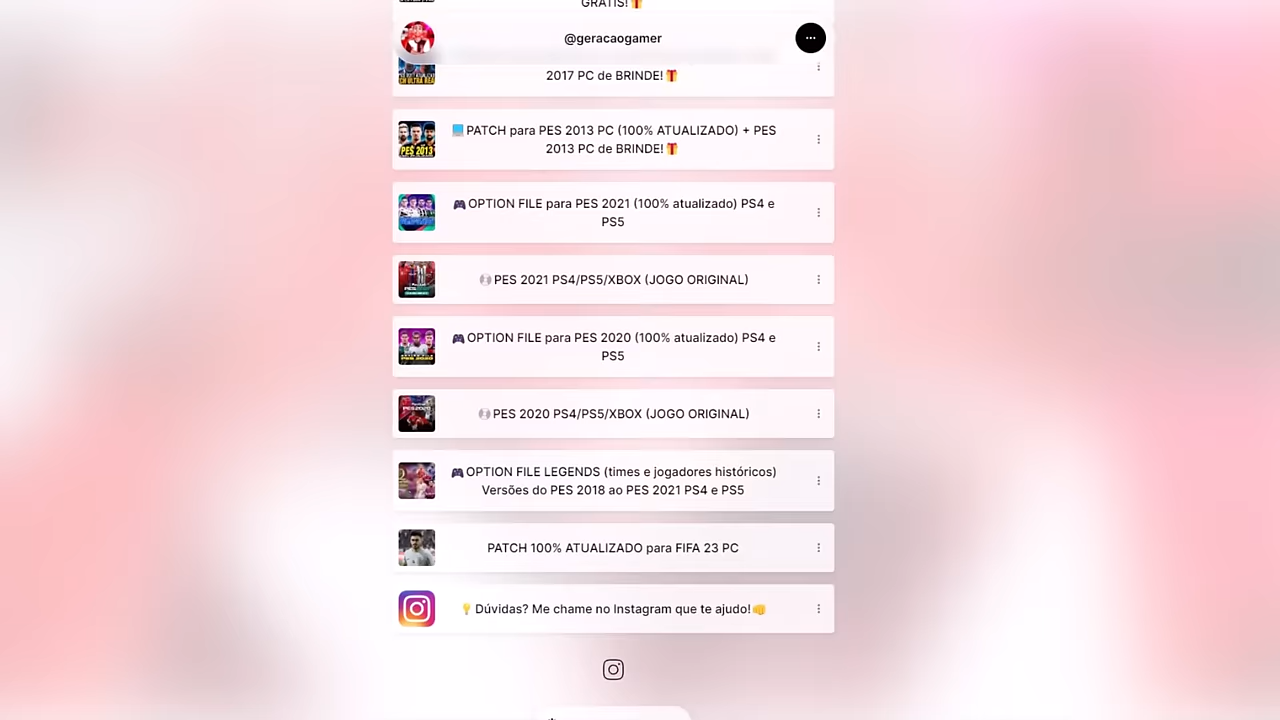 GRÁTIS!🎁
@geracaogamer
2017 PC de BRINDE!🎁
PATCH para PES 2013 PC (100% ATUALIZADO) + PES
2013 PC de BRINDE!🎁
PES 2013
🎮OPTION FILE para PES 2021 (100% atualizado) PS4 e
PS5
PES 2021 PS4/PS5/XBOX (JOGO ORIGINAL)
🎮OPTION FILE para PES 2020 (100% atualizado) PS4 e
PS5
PES 2020 PS4/PS5/XBOX (JOGO ORIGINAL)
🎮OPTION FILE LEGENDS (times e jogadores históricos)
Versões do PES 2018 ao PES 2021 PS4 e PS5
PATCH 100% ATUALIZADO para FIFA 23 PC
💡Dúvidas? Me chame no Instagram que te ajudo!👊